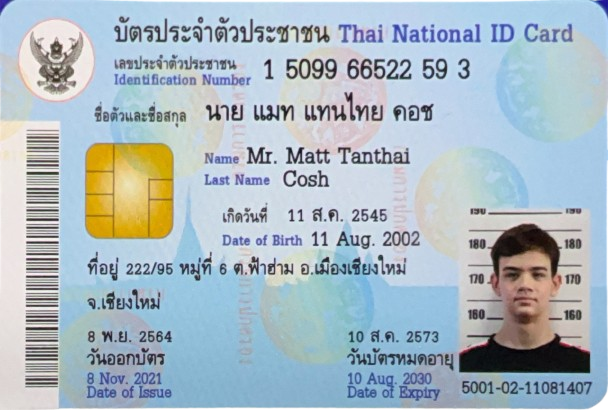 บัตรประจำตัวประชาชน Thai National ID Card
เลขประจำตัวประชาชน
Identification Number 1 5099 66522 59 3
ชื่อตัวและชื่อสกุล นาย แมท แทนไทย คอช
Name Mr. Matt Tanthai
Last Name Cosh
เกิดวันที่ 11 ส.ค. 2545
Date of Birth 11 Aug. 2002
ที่อยู่ 222/95 หมู่ที่ 6 ต.ฟ้าฮ่าม อ.เมืองเชียงใหม่
จ.เชียงใหม่
8 พ.ย. 2564
วันออกบัตร
8 Nov. 2021
Date of Issue
10 ส.ค. 2573
วันบัตรหมดอายุ
10 Aug. 2030
Date of Expiry
180 180
170 170
160 160
5001-02-11081407